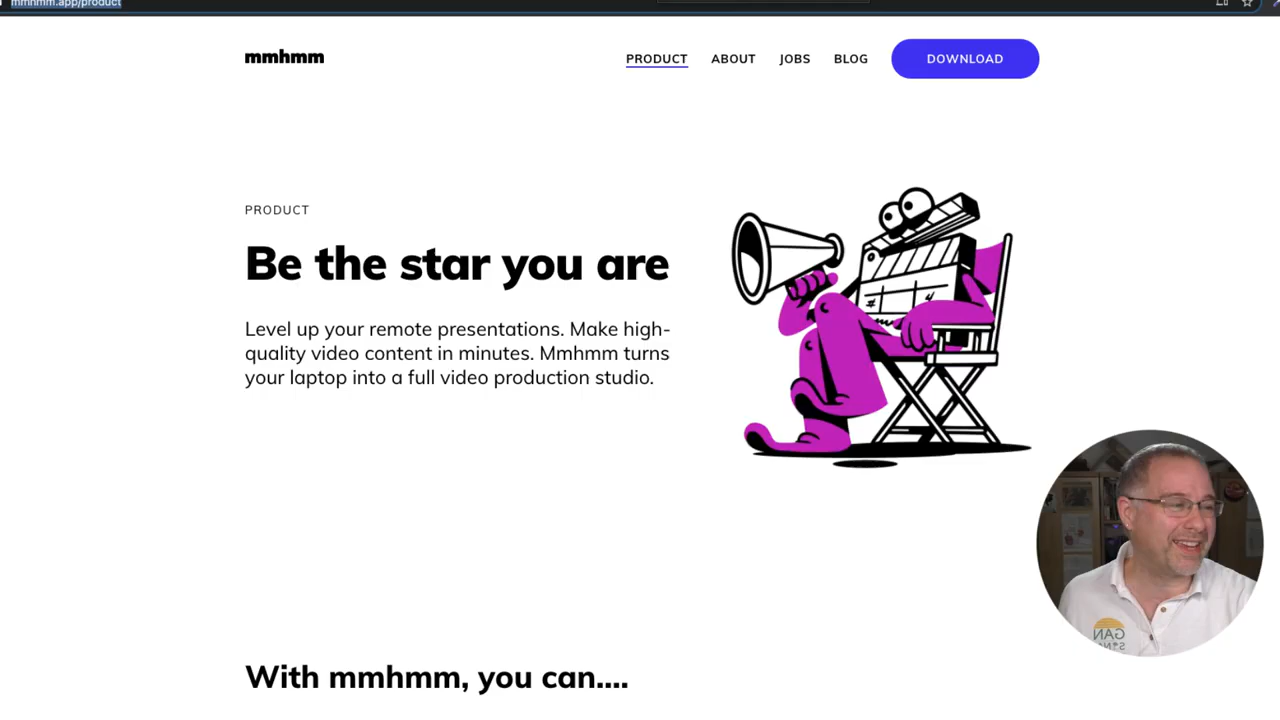 mmhmm.app/product
mmhmm
PRODUCT ABOUT JOBS BLOG DOWNLOAD
PRODUCT
Be the star you are
Level up your remote presentations. Make high-
quality video content in minutes. Mmhmm turns
your laptop into a full video production studio.
With mmhmm, you can....